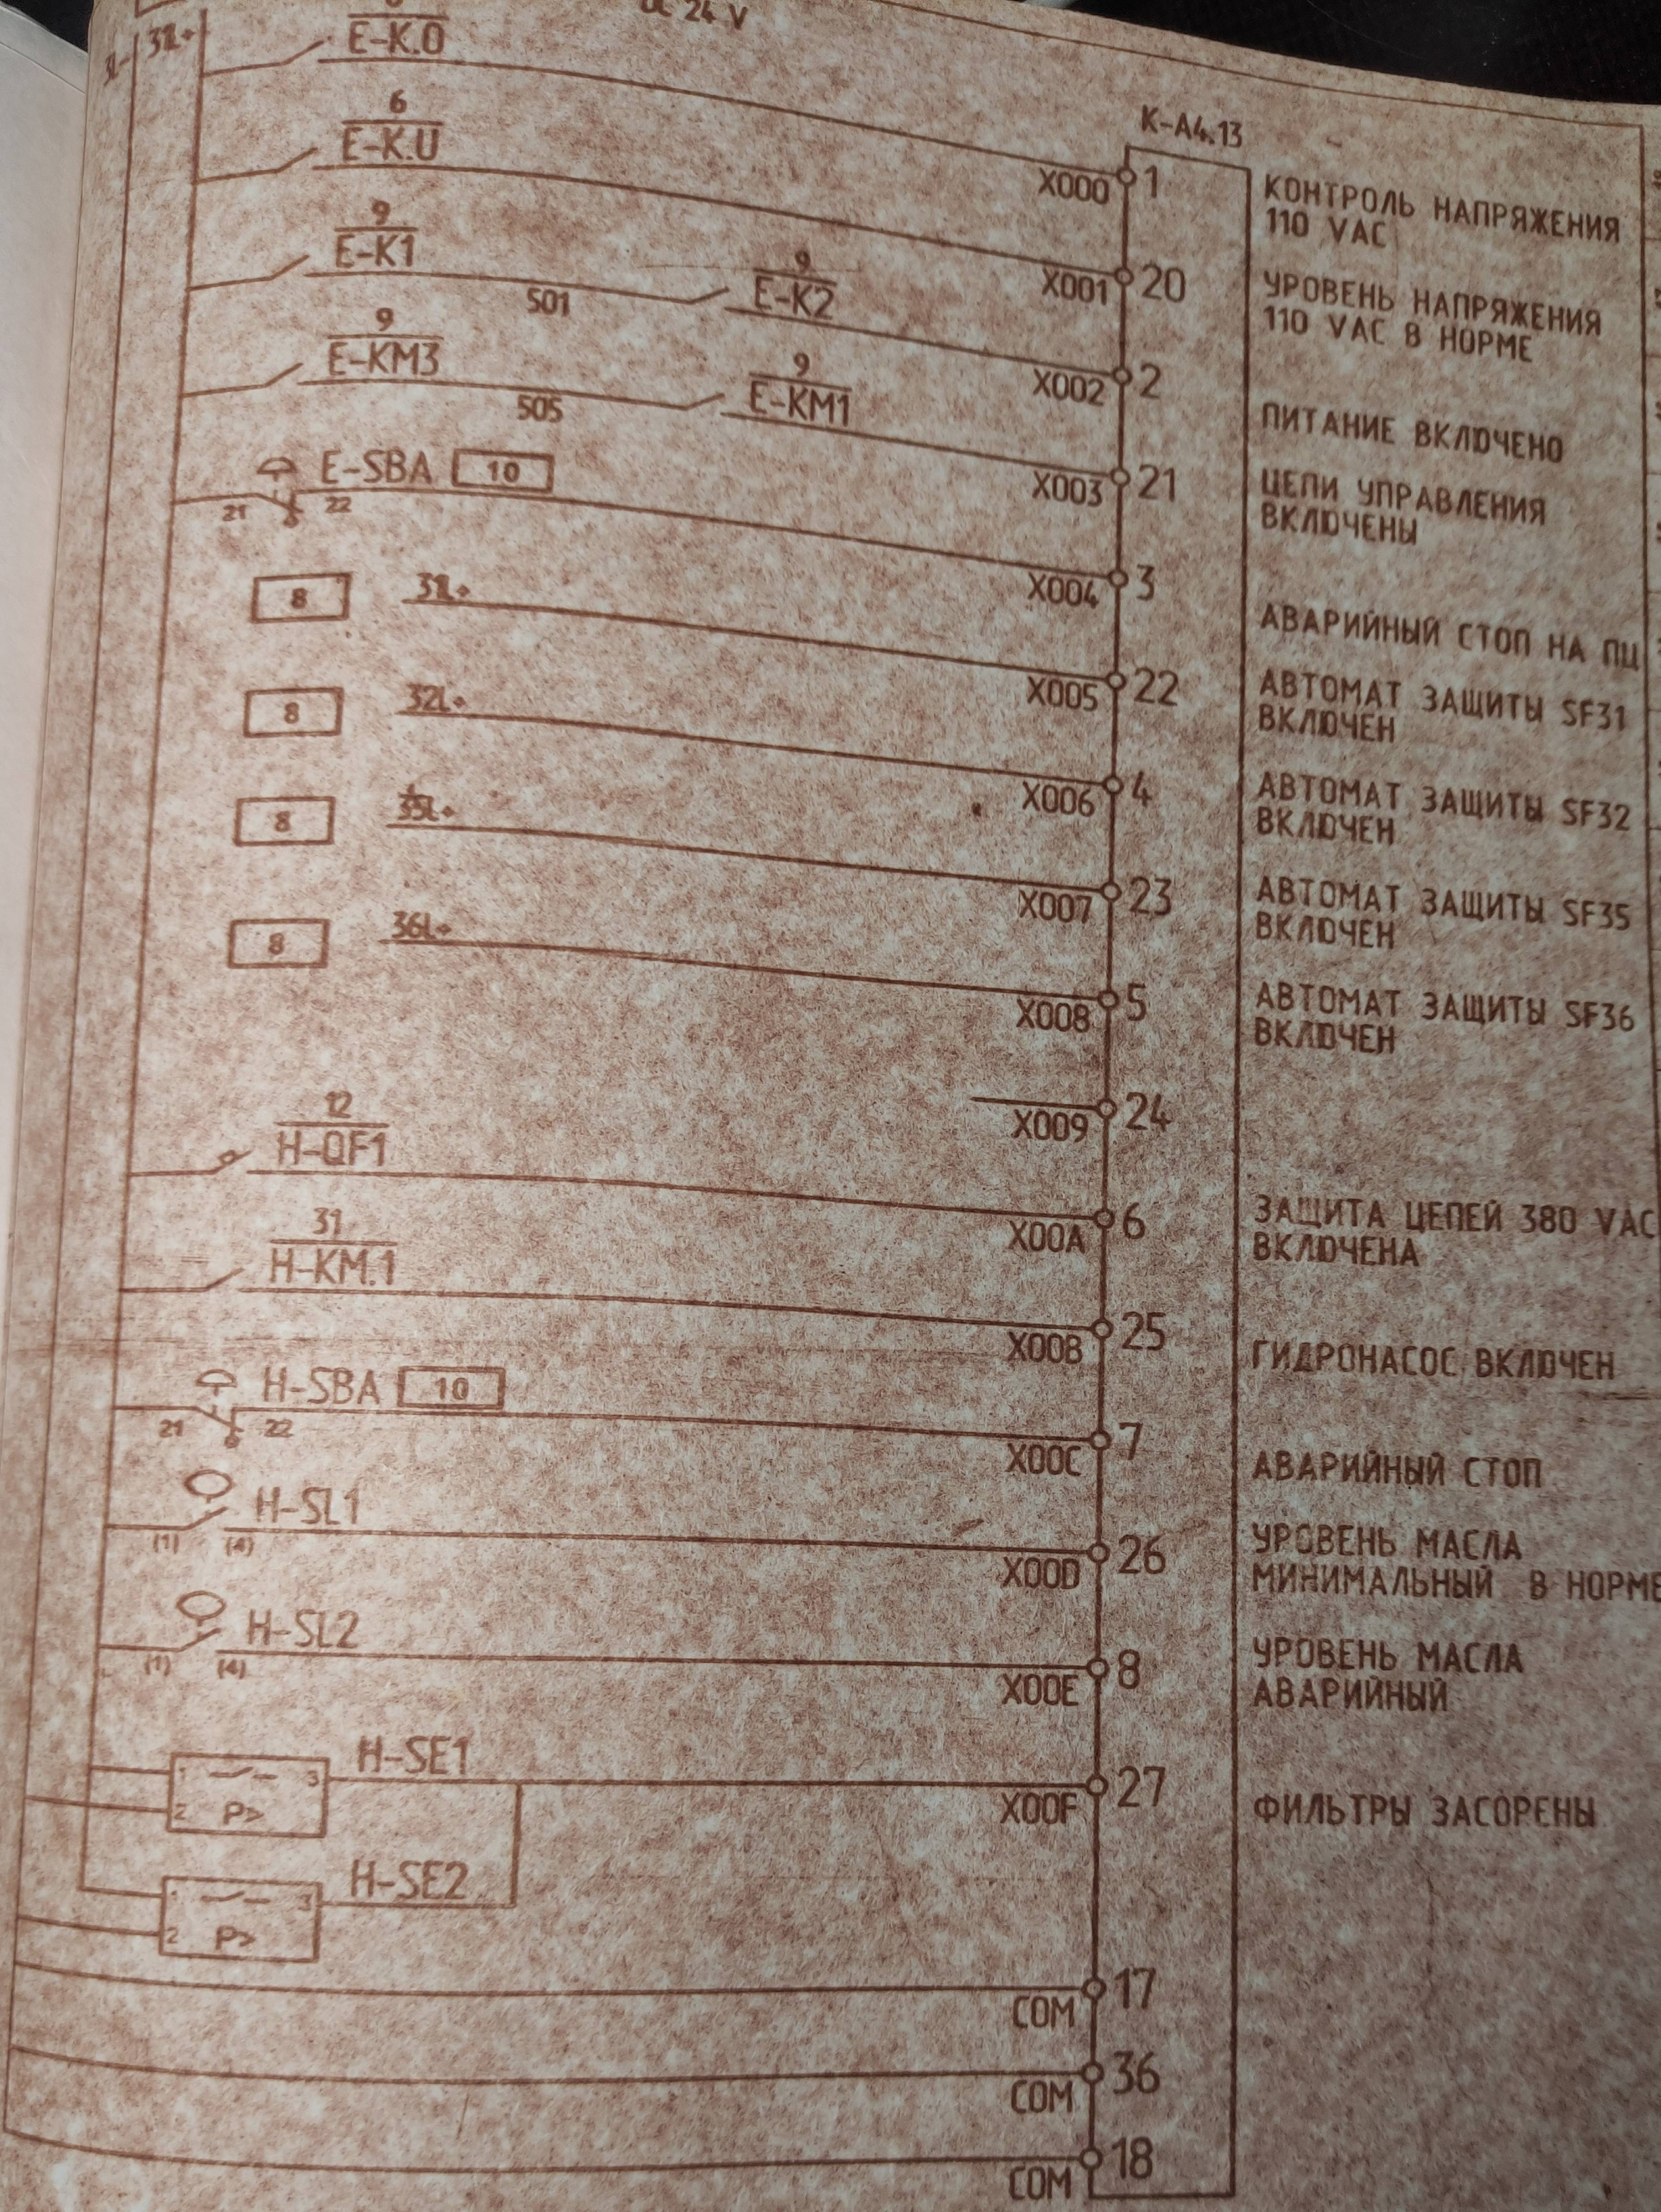 DC 24 V
31L+
E-K.0
K-A4.13
X000
1
КОНТРОЛЬ НАПРЯЖЕНИЯ
110 VAC
6
E-K.U
X001
20
УРОВЕНЬ НАПРЯЖЕНИЯ
110 VAC В НОРМЕ
9
E-K1
501
9
E-K2
X002
2
ПИТАНИЕ ВКЛЮЧЕНО
9
E-KM3
505
9
E-KM1
X003
21
ЦЕПИ УПРАВЛЕНИЯ
ВКЛЮЧЕНЫ
E-SBA 10
21 22
X004
3
АВАРИЙНЫЙ СТОП НА ПЦ
8
31L+
X005
22
АВТОМАТ ЗАЩИТЫ SF31
ВКЛЮЧЕН
8
32L+
X006
4
АВТОМАТ ЗАЩИТЫ SF32
ВКЛЮЧЕН
8
35L+
X007
23
АВТОМАТ ЗАЩИТЫ SF35
ВКЛЮЧЕН
8
36L+
X008
5
АВТОМАТ ЗАЩИТЫ SF36
ВКЛЮЧЕН
X009
24
12
H-QF1
X00A
6
ЗАЩИТА ЦЕПЕЙ 380 VAC
ВКЛЮЧЕНА
31
H-KM.1
X00B
25
ГИДРОНАСОС ВКЛЮЧЕН
H-SBA 10
21 22
X00C
7
АВАРИЙНЫЙ СТОП
H-SL1
(1) (4)
X00D
26
УРОВЕНЬ МАСЛА
МИНИМАЛЬНЫЙ В НОРМЕ
H-SL2
(1) (4)
X00E
8
УРОВЕНЬ МАСЛА
АВАРИЙНЫЙ
H-SE1
1 3
2 P>
X00F
27
ФИЛЬТРЫ ЗАСОРЕНЫ
H-SE2
1 3
2 P>
COM
17
COM
36
COM
18